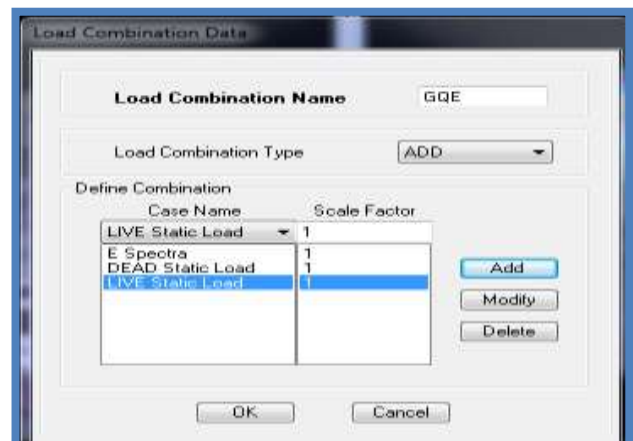 Load Combination Data
Load Combination Name GQE
Load Combination Type ADD
Define Combination
Case Name Scale Factor
LIVE Static Load 1
E Spectra 1
DEAD Static Load 1
LIVE Static Load 1
Add
Modify
Delete
OK Cancel